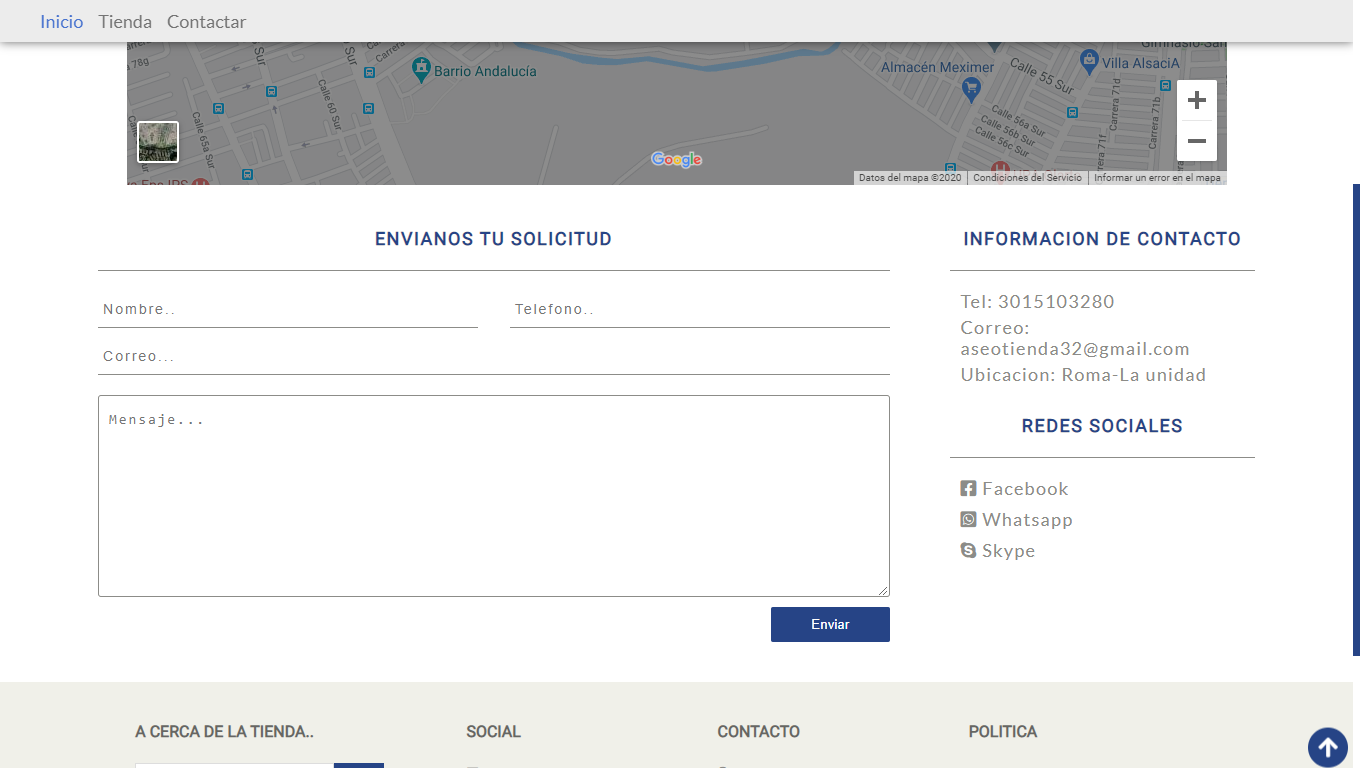 Inicio Tienda Contactar
78g
Sur
Calle 65a Sur
Barrio Andalucía
Calle 60 Sur
Carrera
Almacén Meximer
Calle 55 Sur
Villa AlsaciA
Carrera 71d
Carrera 71b
Calle 56a Sur
Calle 56b Sur
Calle 56c Sur
Google
Datos del mapa ©2020 Condiciones del Servicio Informar un error en el mapa
ENVIANOS TU SOLICITUD
Nombre.. Telefono..
Correo...
Mensaje...
Enviar
INFORMACION DE CONTACTO
Tel: 3015103280
Correo:
aseotienda32@gmail.com
Ubicacion: Roma-La unidad
REDES SOCIALES
Facebook
Whatsapp
Skype
A CERCA DE LA TIENDA.. SOCIAL CONTACTO POLITICA